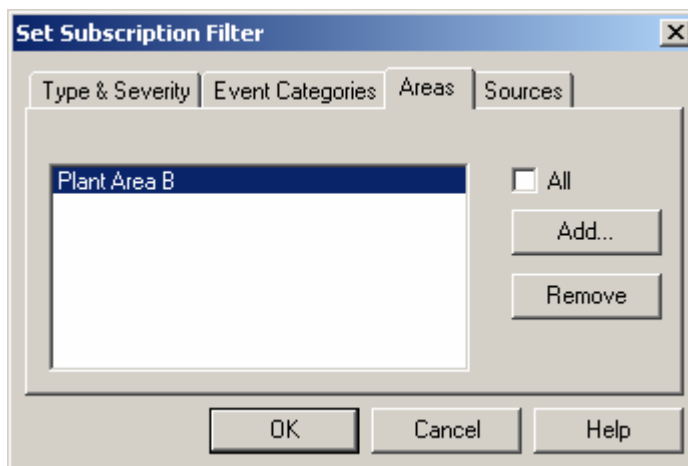 Set Subscription Filter
Type & Severity Event Categories Areas Sources
Plant Area B
All
Add...
Remove
OK Cancel Help